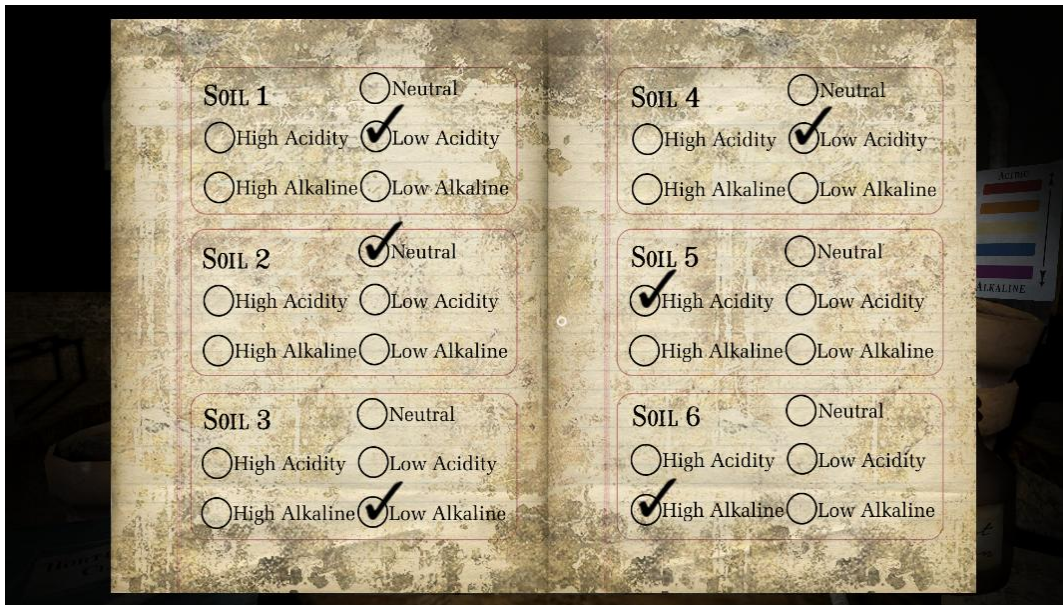 Soil 1
Neutral
High Acidity
Low Acidity
High Alkaline
Low Alkaline
Soil 2
Neutral
High Acidity
Low Acidity
High Alkaline
Low Alkaline
Soil 3
Neutral
High Acidity
Low Acidity
High Alkaline
Low Alkaline
Soil 4
Neutral
High Acidity
Low Acidity
High Alkaline
Low Alkaline
Soil 5
Neutral
High Acidity
Low Acidity
High Alkaline
Low Alkaline
Soil 6
Neutral
High Acidity
Low Acidity
High Alkaline
Low Alkaline
Acidic
Alkaline